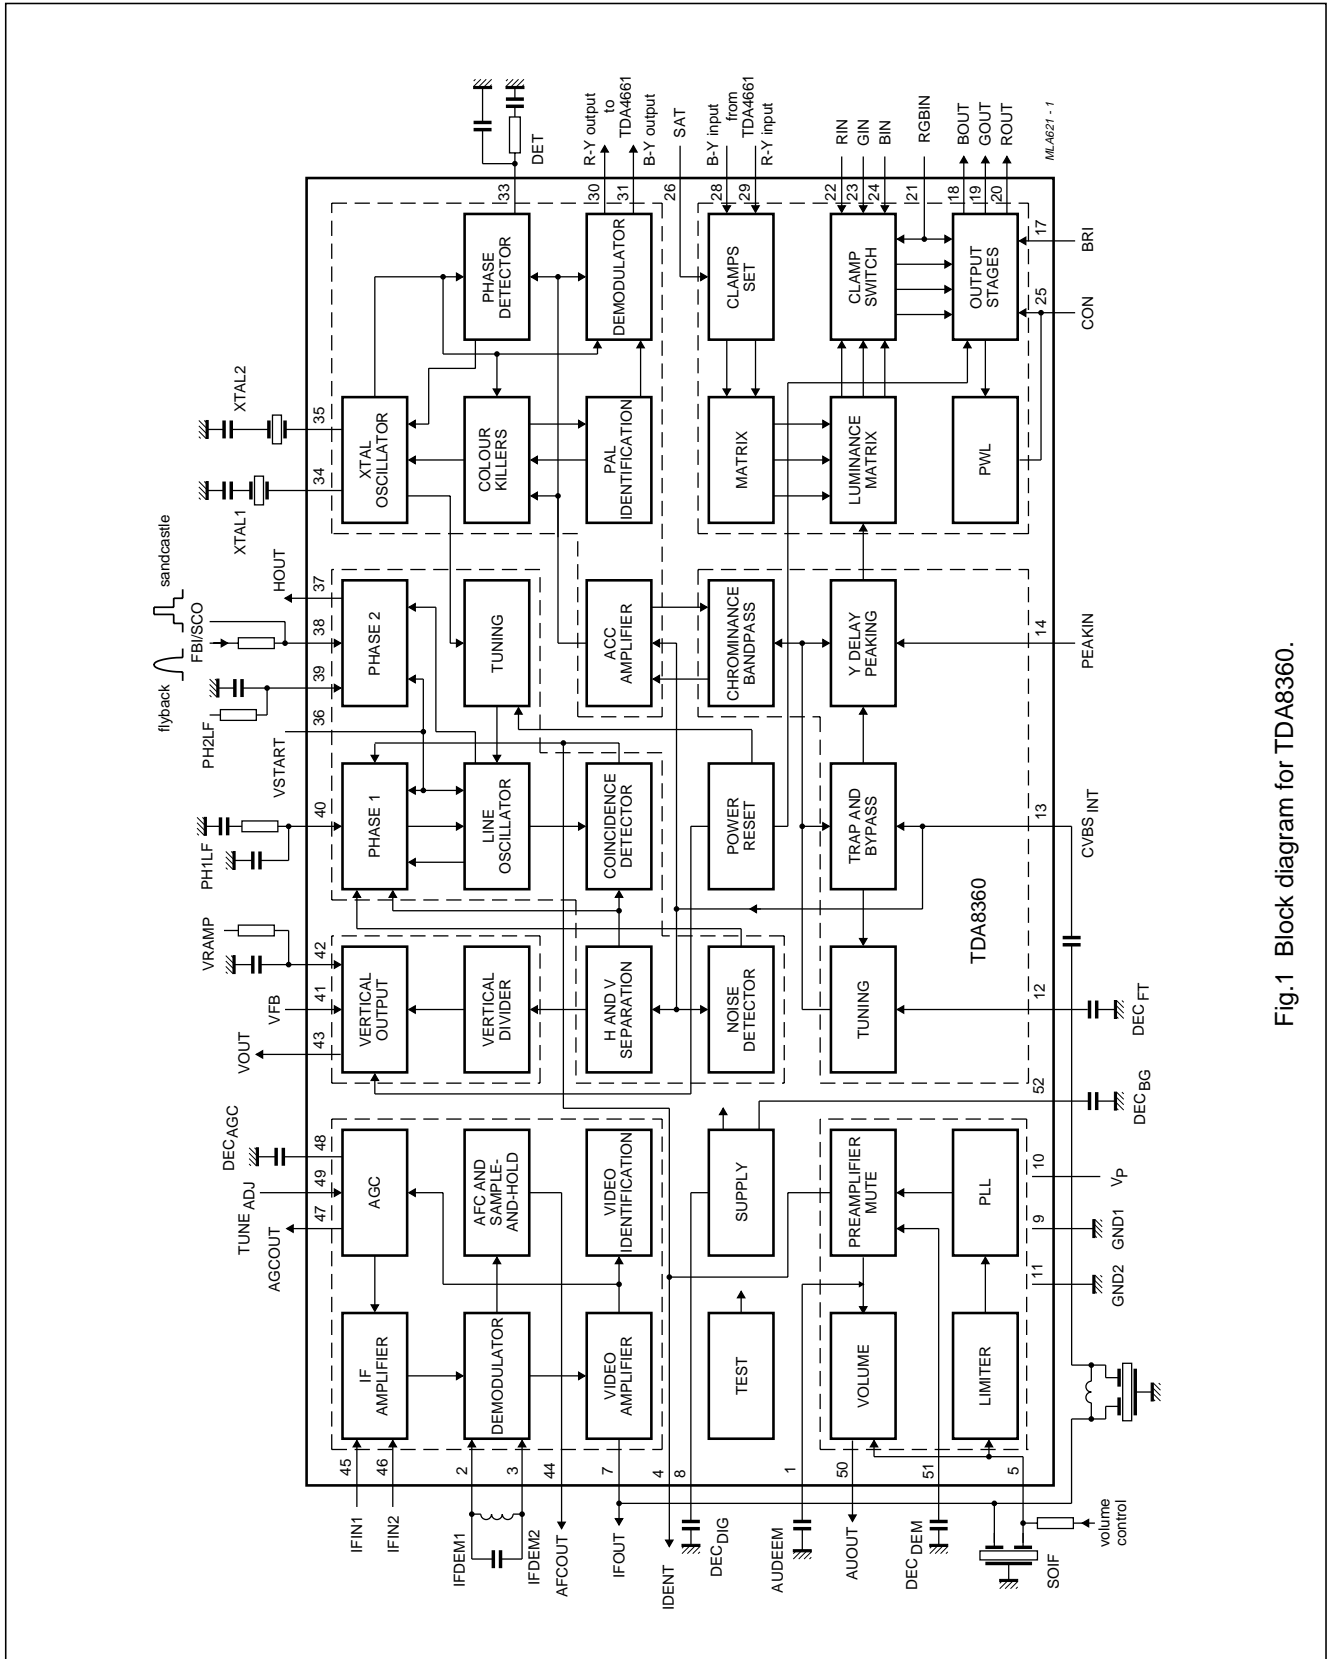 sandcastle
flyback
FBI/SCO
HOUT
XTAL1
XTAL2
PH2LF
VSTART
PH1LF
VRAMP
VFB
VOUT
DECAGC
TUNEADJ
AGCOUT
47
49
48
43
41
42
40
36
39
38
37
34
35
33
DET
IF
AMPLIFIER
AGC
VERTICAL
OUTPUT
PHASE 1
PHASE 2
XTAL
OSCILLATOR
DEMODULATOR
AFC AND
SAMPLE-
AND-HOLD
VERTICAL
DIVIDER
LINE
OSCILLATOR
TUNING
COLOUR
KILLERS
PHASE
DETECTOR
VIDEO
AMPLIFIER
VIDEO
IDENTIFICATION
H AND V
SEPARATION
COINCIDENCE
DETECTOR
ACC
AMPLIFIER
PAL
IDENTIFICATION
DEMODULATOR
TEST
SUPPLY
NOISE
DETECTOR
POWER
RESET
CHROMINANCE
BANDPASS
MATRIX
CLAMPS
SET
VOLUME
PREAMPLIFIER
MUTE
TUNING
TRAP AND
BYPASS
Y DELAY
PEAKING
LUMINANCE
MATRIX
CLAMP
SWITCH
LIMITER
PLL
TDA8360
PWL
OUTPUT
STAGES
IFIN1
45
IFIN2
46
IFDEM1
2
IFDEM2
3
AFCOUT
44
IFOUT
7
IDENT
4
DECDIG
8
AUDEEM
1
AUOUT
50
DECDEM
51
SOIF
5
volume
control
30
R-Y output
to
TDA4661
31
B-Y output
26
SAT
28
B-Y input
from
TDA4661
29
R-Y input
22
RIN
23
GIN
24
BIN
21
RGBIN
18
BOUT
19
GOUT
20
ROUT
11
9
10
52
12
13
14
25
17
GND2
GND1
VP
DECBG
DECFT
CVBSINT
PEAKIN
CON
BRI
MLA621 - 1
Fig.1 Block diagram for TDA8360.